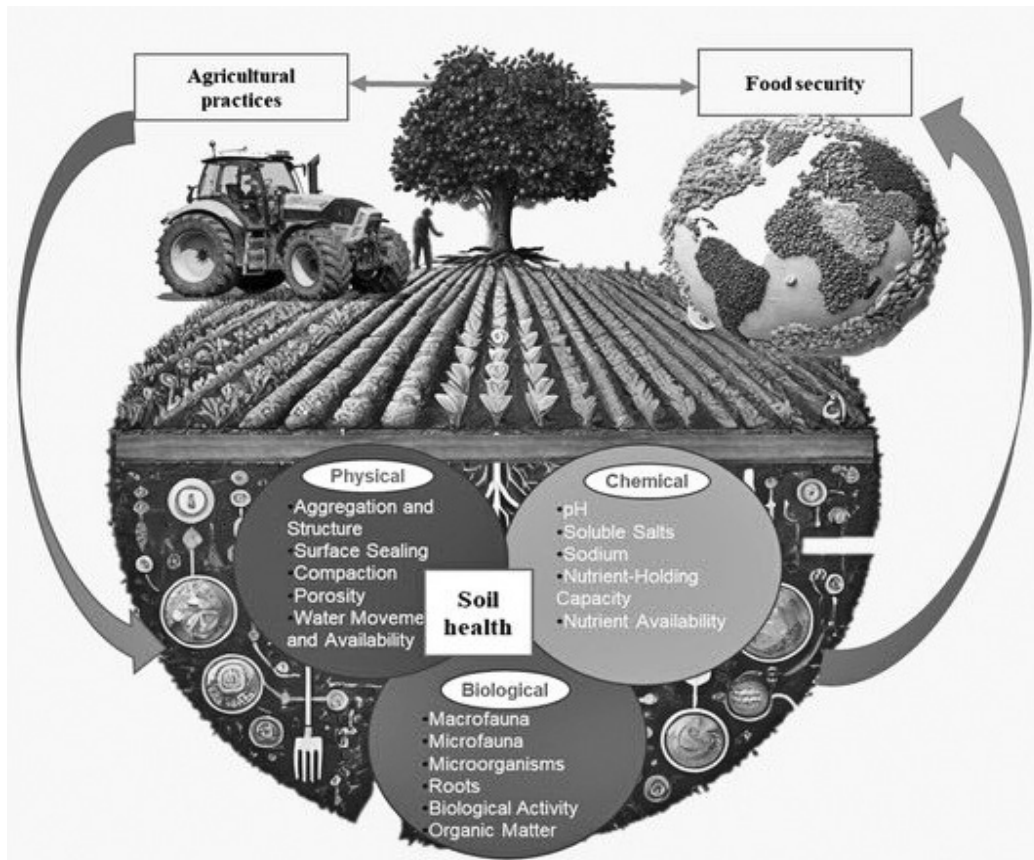 Agricultural
practices
Food security
Physical
•Aggregation and
Structure
•Surface Sealing
•Compaction
•Porosity
•Water Moveme
and Availability
Chemical
•pH
•Soluble Salts
•Sodium
•Nutrient-Holding
Capacity
•Nutrient Availability
Soil
health
Biological
•Macrofauna
•Microfauna
•Microorganisms
•Roots
•Biological Activity
•Organic Matter